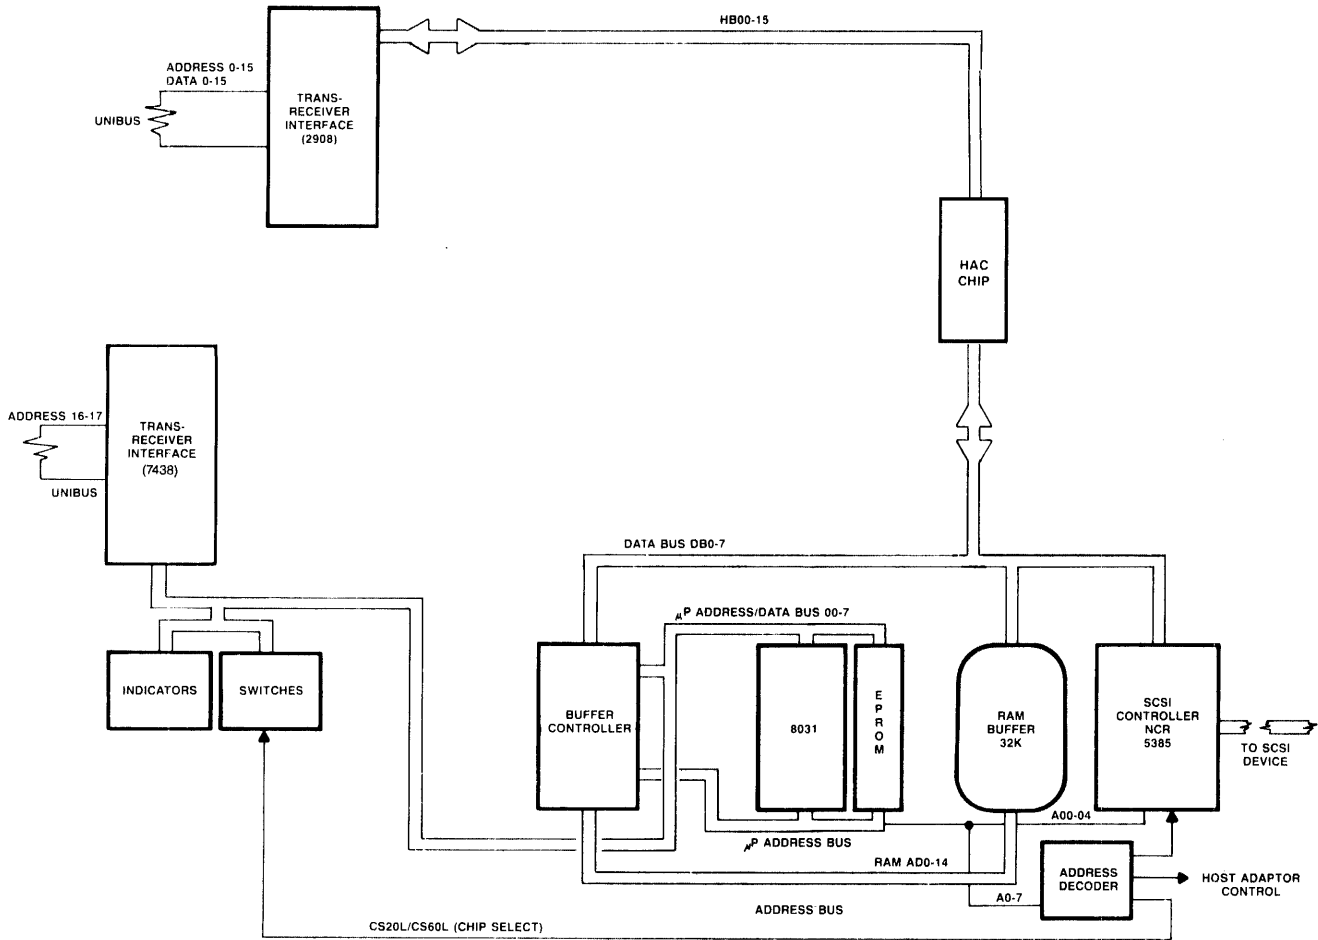 HB00-15
ADDRESS 0-15
DATA 0-15
UNIBUS
TRANS-
RECEIVER
INTERFACE
(2908)
HAC
CHIP
ADDRESS 16-17
UNIBUS
TRANS-
RECEIVER
INTERFACE
(7438)
DATA BUS DB0-7
μP ADDRESS/DATA BUS 00-7
INDICATORS
SWITCHES
BUFFER
CONTROLLER
8031
E
P
R
O
M
RAM
BUFFER
32K
SCSI
CONTROLLER
NCR
5385
TO SCSI
DEVICE
A00-04
μP ADDRESS BUS
RAM AD0-14
ADDRESS
DECODER
HOST ADAPTOR
CONTROL
A0-7
ADDRESS BUS
CS20L/CS60L (CHIP SELECT)